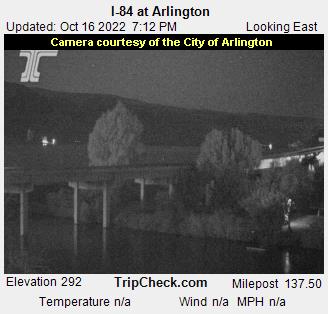 I-84 at Arlington
Updated: Oct 16 2022 7:12 PM Looking East
Camera courtesy of the City of Arlington
Elevation 292 TripCheck.com Milepost 137.50
Temperature n/a Wind n/a MPH n/a